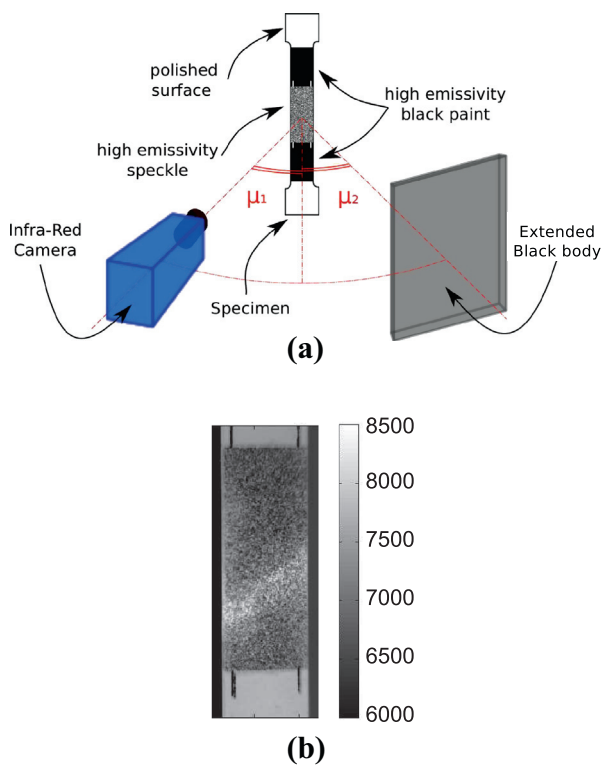 polished
surface
high emissivity
black paint
high emissivity
speckle
μ1
μ2
Infra-Red
Camera
Extended
Black body
Specimen
(a)
8500
8000
7500
7000
6500
6000
(b)